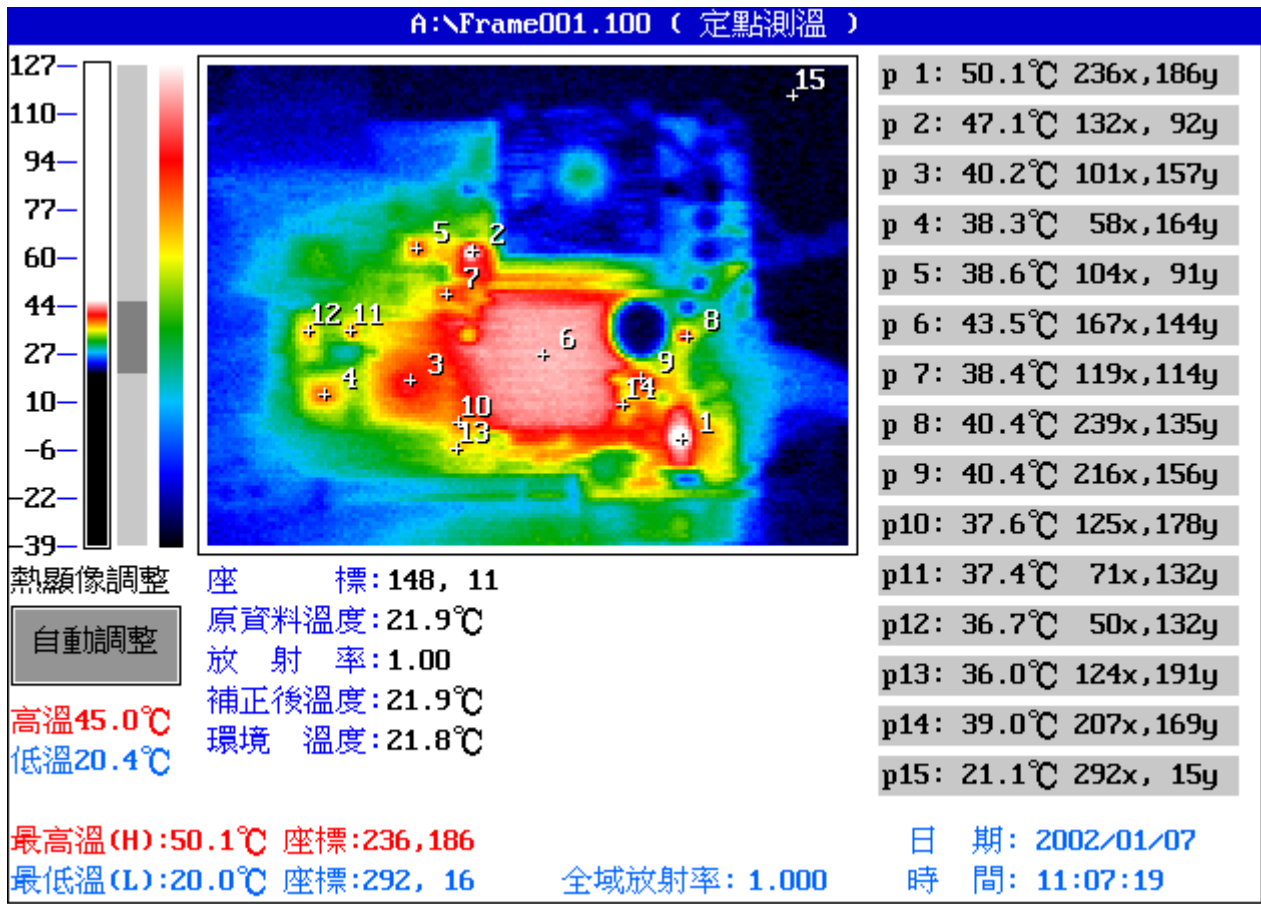 A:\Frame001.100 ( 定點測溫 )
127
110
94
77
60
44
27
10
-6
-22
-39
熱顯像調整
自動調整
高溫45.0℃
低溫20.4℃
15
5
2
7
12
11
8
6
3
9
4
14
10
1
13
座 標:148, 11
原資料溫度:21.9℃
放 射 率:1.00
補正後溫度:21.9℃
環境 溫度:21.8℃
p 1: 50.1℃ 236x,186y
p 2: 47.1℃ 132x, 92y
p 3: 40.2℃ 101x,157y
p 4: 38.3℃ 58x,164y
p 5: 38.6℃ 104x, 91y
p 6: 43.5℃ 167x,144y
p 7: 38.4℃ 119x,114y
p 8: 40.4℃ 239x,135y
p 9: 40.4℃ 216x,156y
p10: 37.6℃ 125x,178y
p11: 37.4℃ 71x,132y
p12: 36.7℃ 50x,132y
p13: 36.0℃ 124x,191y
p14: 39.0℃ 207x,169y
p15: 21.1℃ 292x, 15y
最高溫(H):50.1℃ 座標:236,186
最低溫(L):20.0℃ 座標:292, 16
全域放射率: 1.000
日 期: 2002/01/07
時 間: 11:07:19